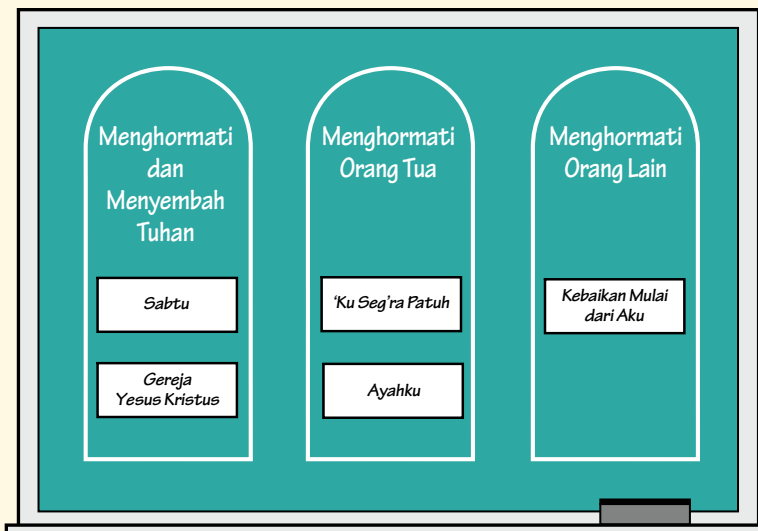 Menghormati
dan
Menyembah
Tuhan
Sabtu
Gereja
Yesus Kristus
Menghormati
Orang Tua
‘Ku Seg’ra Patuh
Ayahku
Menghormati
Orang Lain
Kebaikan Mulai
dari Aku